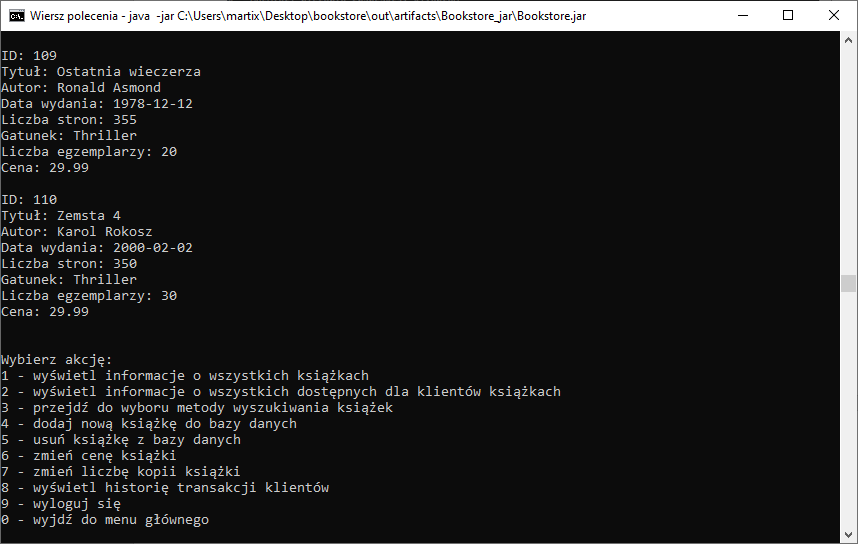 Wiersz polecenia - java  -jar C:\Users\martix\Desktop\bookstore\out\artifacts\Bookstore_jar\Bookstore.jar
ID: 109
Tytuł: Ostatnia wieczerza
Autor: Ronald Asmond
Data wydania: 1978-12-12
Liczba stron: 355
Gatunek: Thriller
Liczba egzemplarzy: 20
Cena: 29.99
ID: 110
Tytuł: Zemsta 4
Autor: Karol Rokosz
Data wydania: 2000-02-02
Liczba stron: 350
Gatunek: Thriller
Liczba egzemplarzy: 30
Cena: 29.99
Wybierz akcję:
1 - wyświetl informacje o wszystkich książkach
2 - wyświetl informacje o wszystkich dostępnych dla klientów książkach
3 - przejdź do wyboru metody wyszukiwania książek
4 - dodaj nową książkę do bazy danych
5 - usuń książkę z bazy danych
6 - zmień cenę książki
7 - zmień liczbę kopii książki
8 - wyświetl historię transakcji klientów
9 - wyloguj się
0 - wyjdź do menu głównego